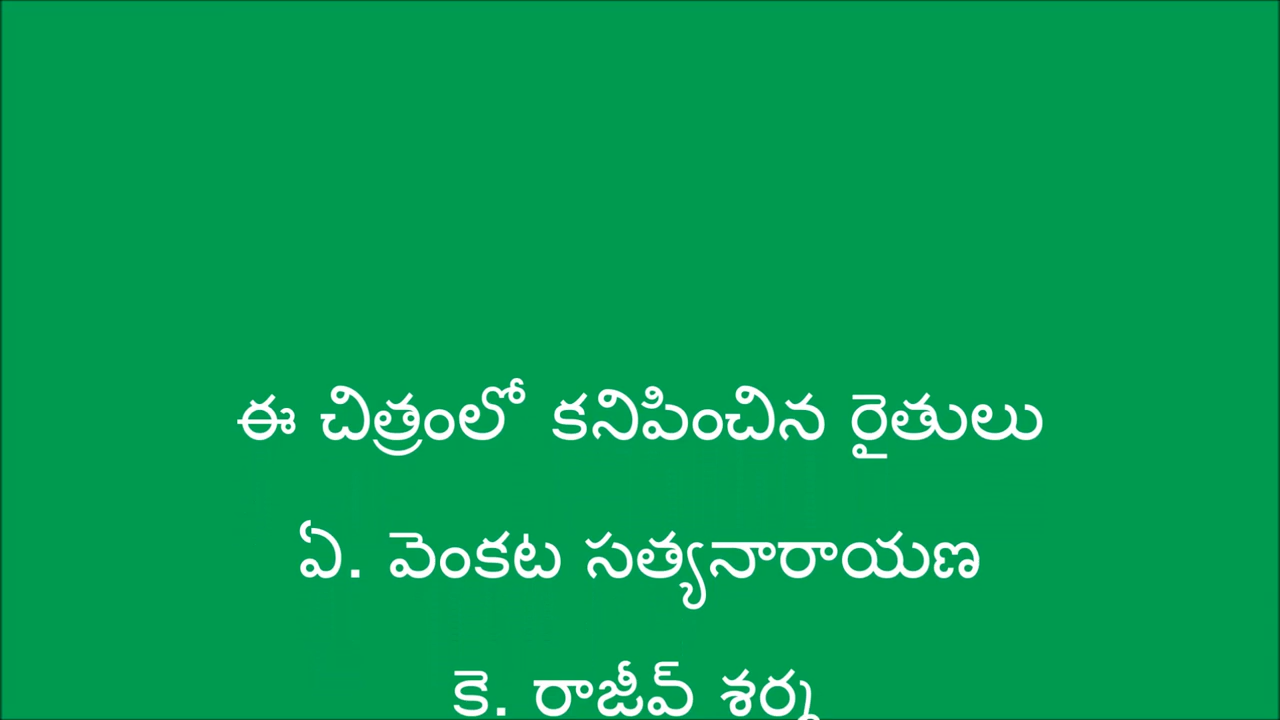 ఈ చిత్రంలో కనిపించిన రైతులు
ఏ. వెంకట సత్యనారాయణ
కె. రాజీవ్ శర్మ